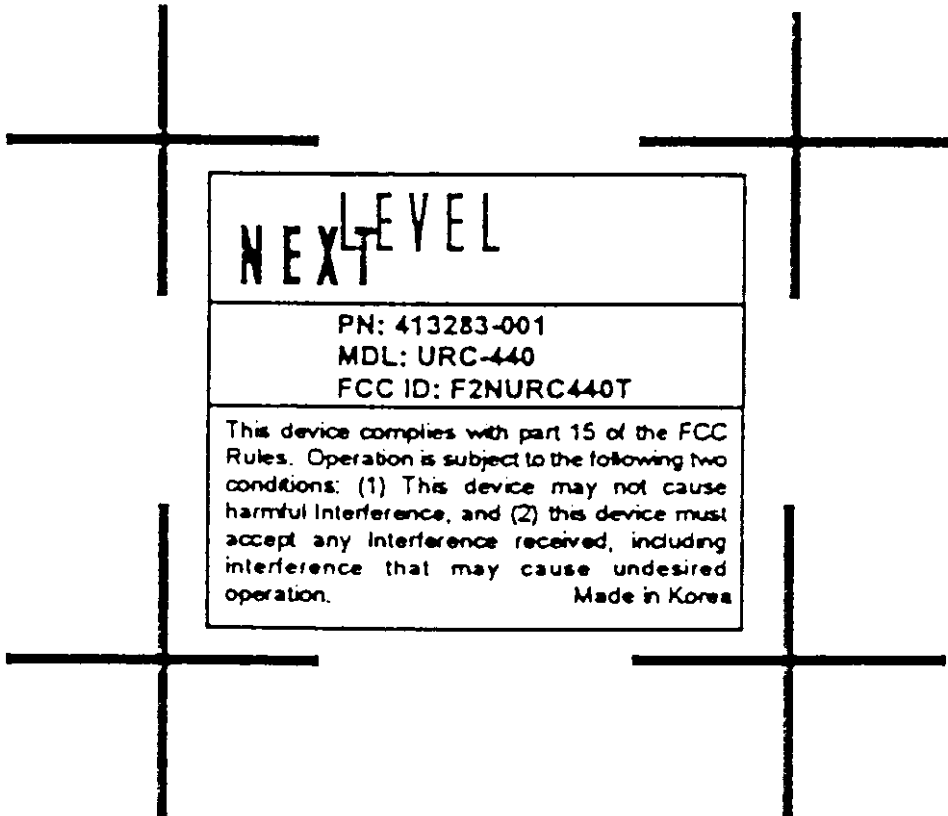 NEXT LEVEL
PN: 413283-001
MDL: URC-440
FCC ID: F2NURC440T
This device complies with part 15 of the FCC
Rules. Operation is subject to the following two
conditions: (1) This device may not cause
harmful Interference, and (2) this device must
accept any Interference received, including
interference that may cause undesired
operation. Made in Korea